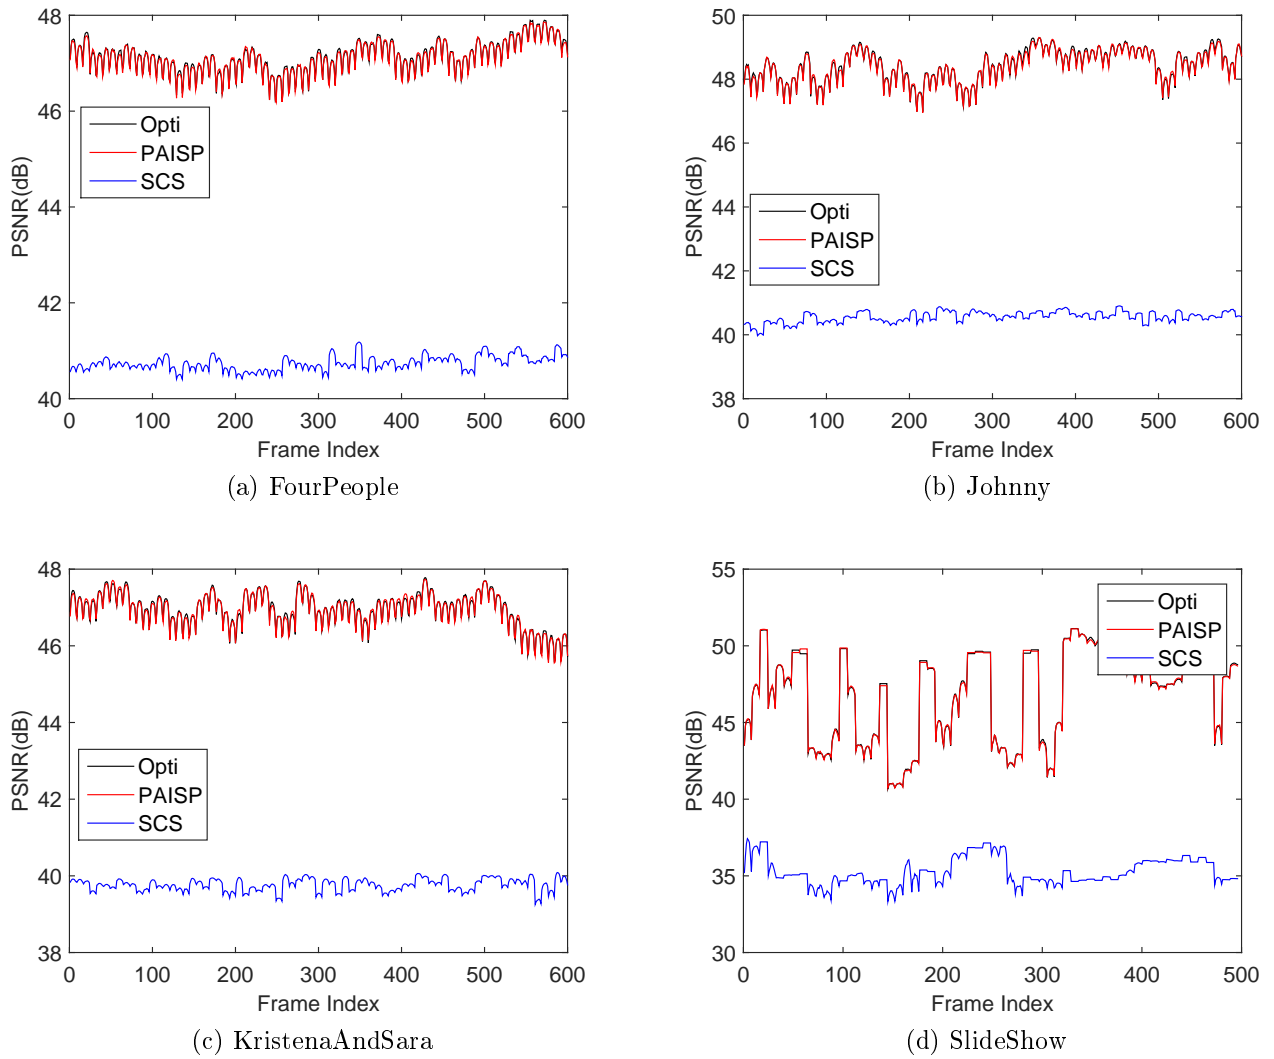 48
46
44
42
40
PSNR(dB)
Opti
PAISP
SCS
0 100 200 300 400 500 600
Frame Index
(a) FourPeople
50
48
46
44
42
40
38
PSNR(dB)
Opti
PAISP
SCS
0 100 200 300 400 500 600
Frame Index
(b) Johnny
48
46
44
42
40
38
PSNR(dB)
Opti
PAISP
SCS
0 100 200 300 400 500 600
Frame Index
(c) KristenaAndSara
55
50
45
40
35
30
PSNR(dB)
Opti
PAISP
SCS
0 100 200 300 400 500
Frame Index
(d) SlideShow